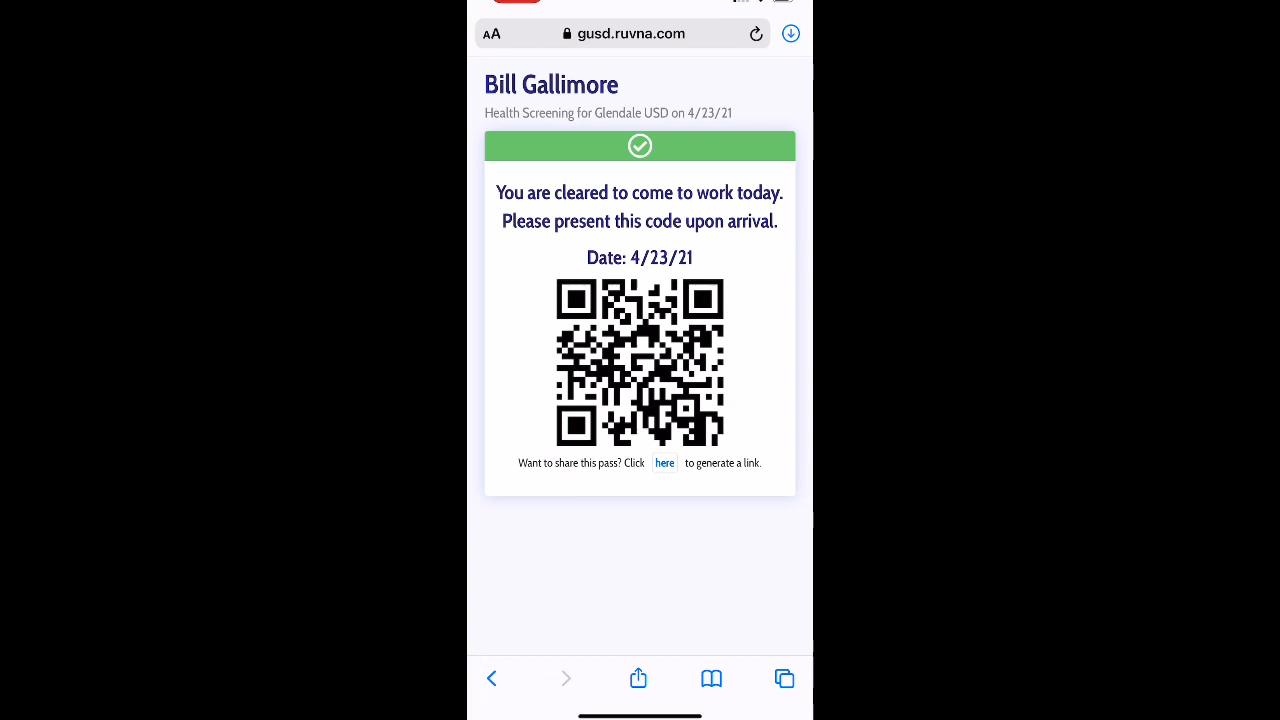 AA gusd.ruvna.com
Bill Gallimore
Health Screening for Glendale USD on 4/23/21
You are cleared to come to work today.
Please present this code upon arrival.
Date: 4/23/21
Want to share this pass? Click here to generate a link.